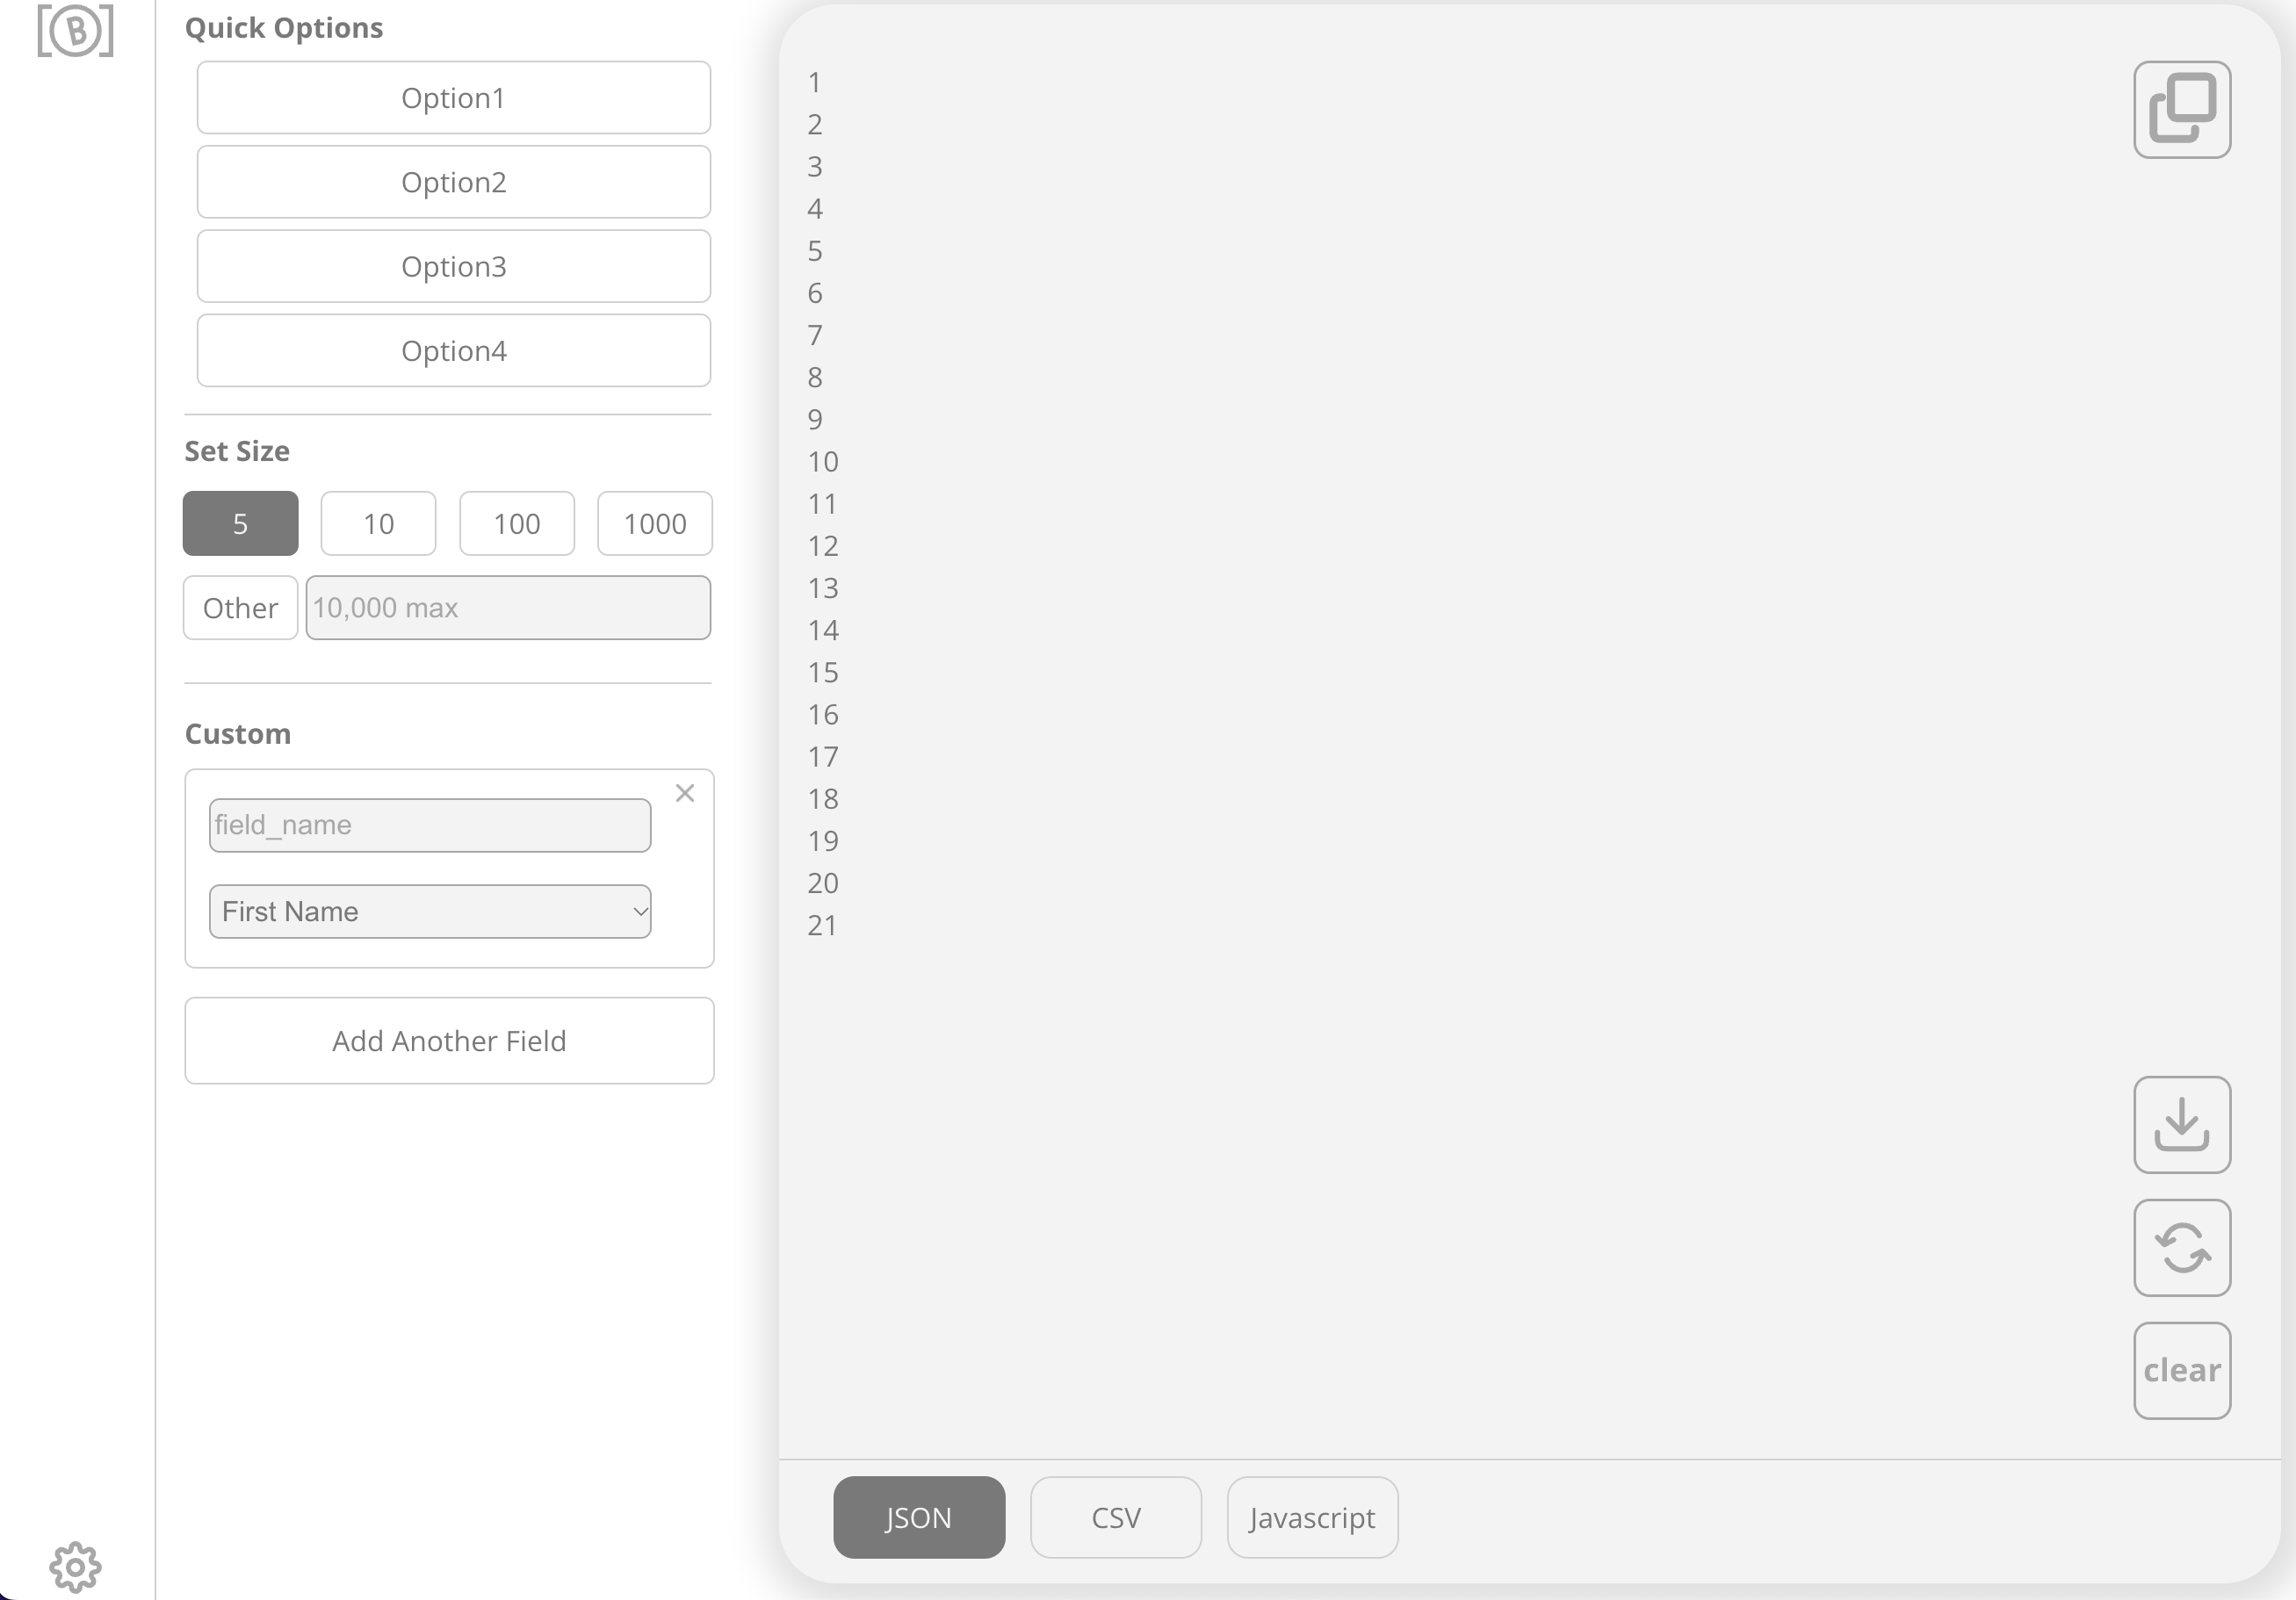 [B]
Quick Options
Option1
Option2
Option3
Option4
Set Size
5 10 100 1000
Other 10,000 max
Custom
field_name
First Name
Add Another Field
1
2
3
4
5
6
7
8
9
10
11
12
13
14
15
16
17
18
19
20
21
clear
JSON CSV Javascript